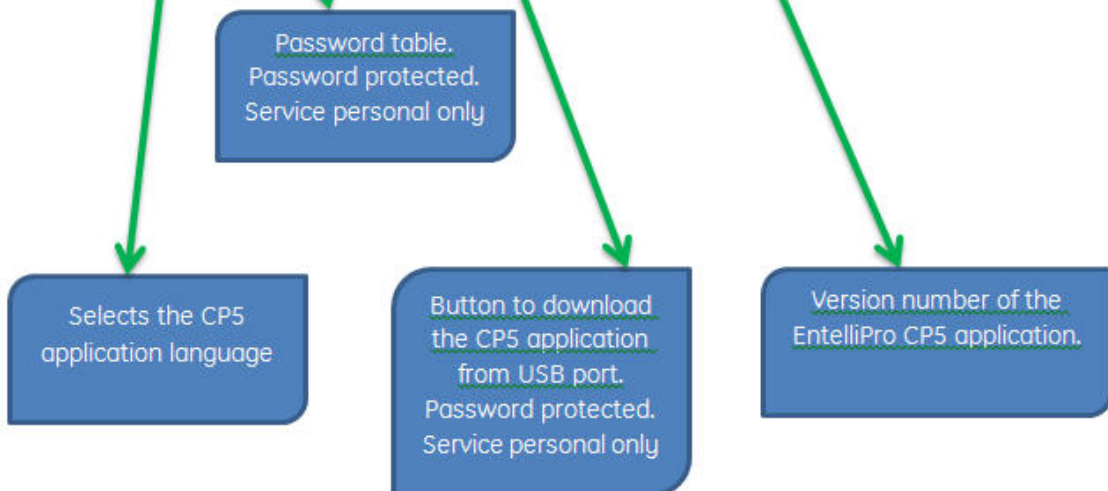 Password table.
Password protected.
Service personal only
Selects the CP5
application language
Button to download
the CP5 application
from USB port.
Password protected.
Service personal only
Version number of the
EntelliPro CP5 application.